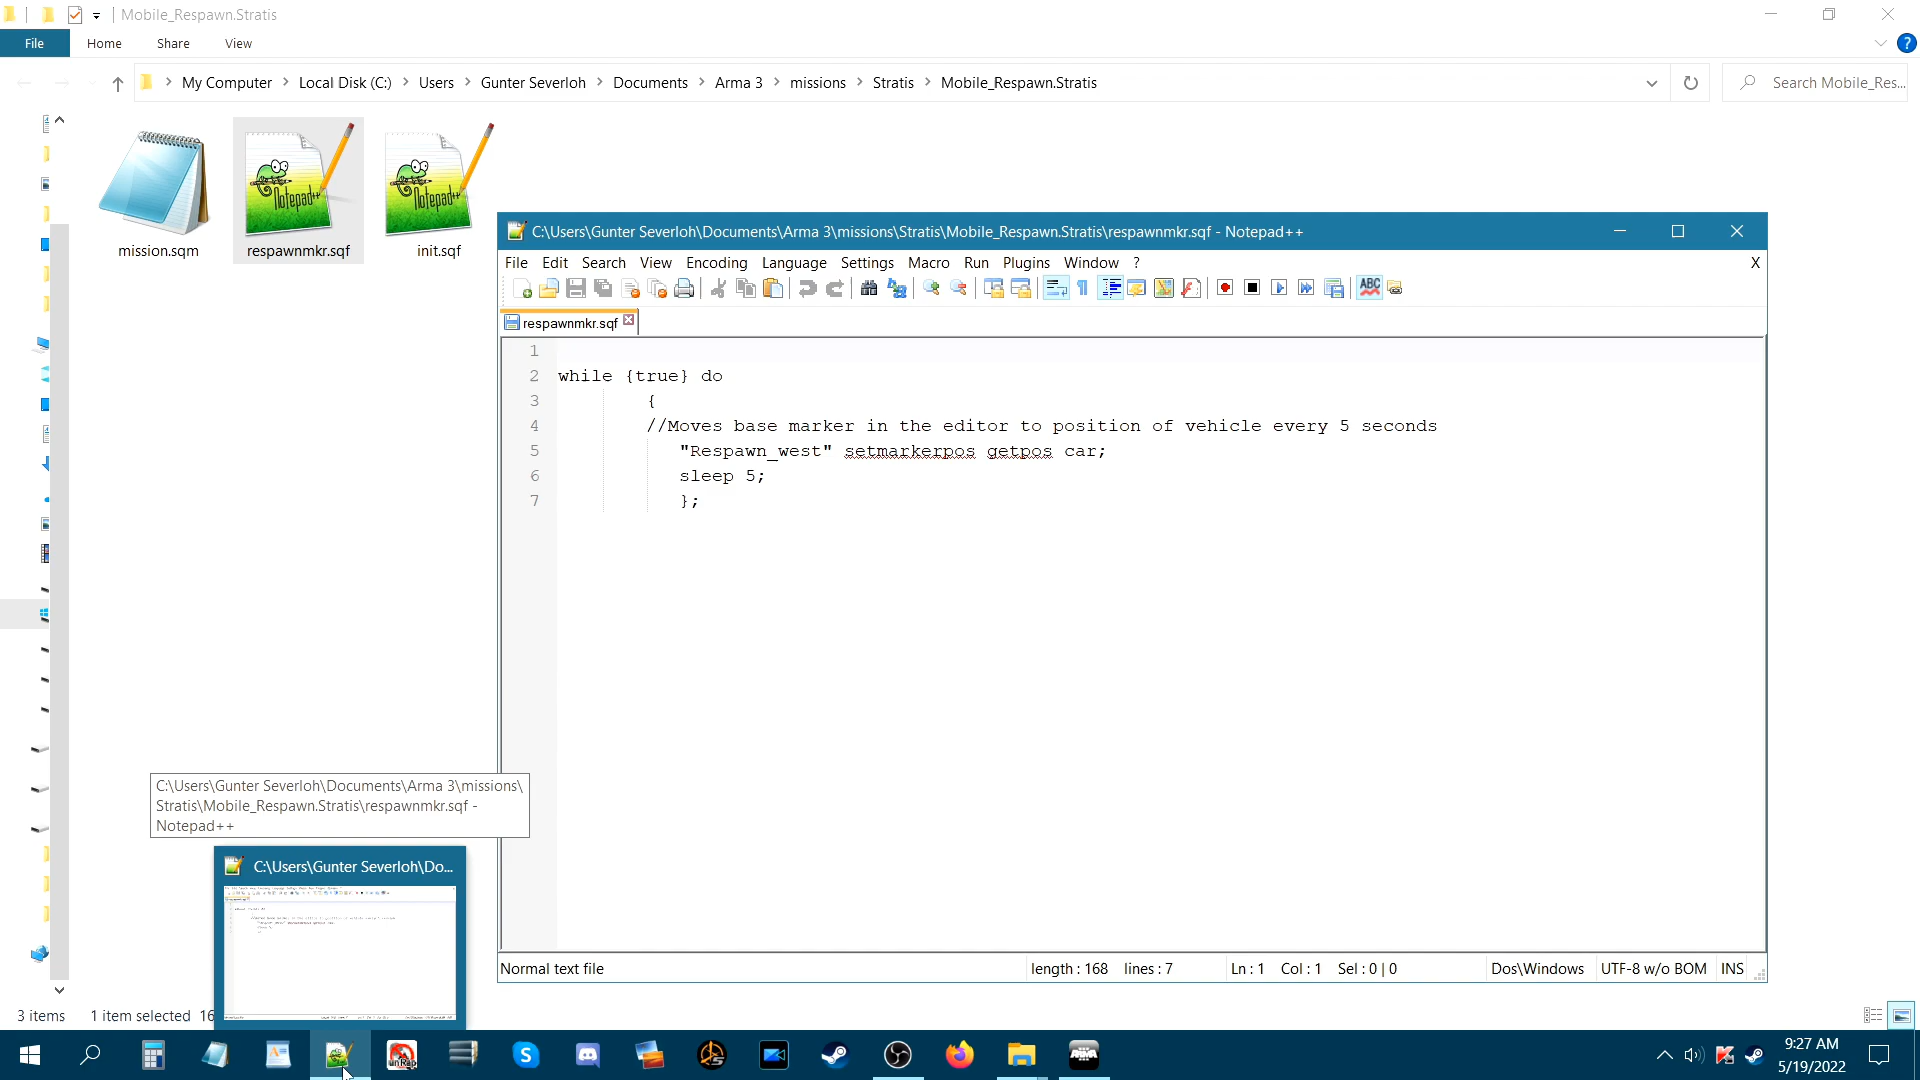 Mobile_Respawn.Stratis
File Home Share View
?
My Computer Local Disk (C:) Users Gunter Severloh Documents Arma 3 missions Stratis Mobile_Respawn.Stratis
Search Mobile_Res...
Notepad++
Notepad++
mission.sqm
respawnmkr.sqf
init.sqf
C:\Users\Gunter Severloh\Documents\Arma 3\missions\Stratis\Mobile_Respawn.Stratis\respawnmkr.sqf - Notepad++
File Edit Search View Encoding Language Settings Macro Run Plugins Window ?
X
ABC
respawnmkr.sqf
1
2 while {true} do
3 {
4 //Moves base marker in the editor to position of vehicle every 5 seconds
5 "Respawn_west" setmarkerpos getpos car;
6 sleep 5;
7 };
C:\Users\Gunter Severloh\Documents\Arma 3\missions\
Stratis\Mobile_Respawn.Stratis\respawnmkr.sqf -
Notepad++
C:\Users\Gunter Severloh\Do...
Normal text file
length : 168 lines : 7
Ln : 1 Col : 1 Sel : 0 | 0
Dos\Windows
UTF-8 w/o BOM
INS
3 items
1 item selected 16
unRap
ARMA
9:27 AM
5/19/2022